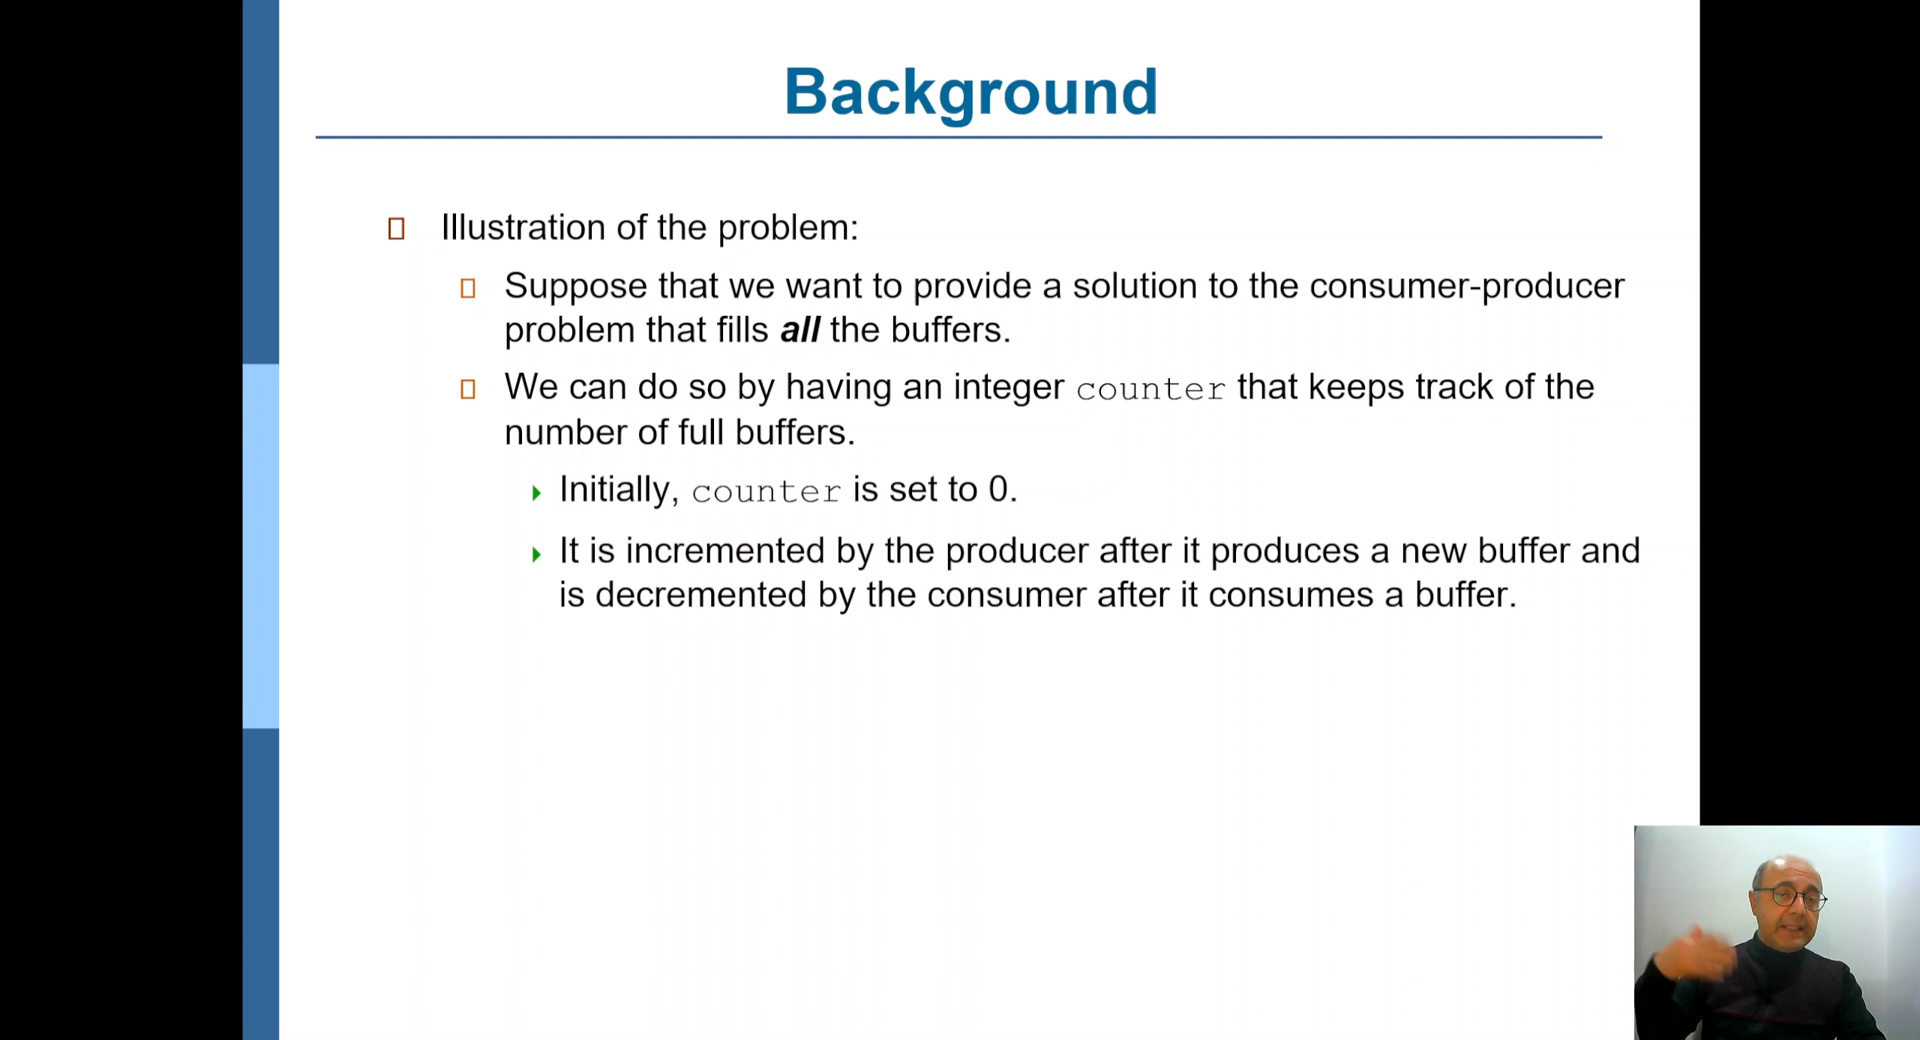 Background
Illustration of the problem:
Suppose that we want to provide a solution to the consumer-producer
problem that fills all the buffers.
We can do so by having an integer counter that keeps track of the
number of full buffers.
Initially, counter is set to 0.
It is incremented by the producer after it produces a new buffer and
is decremented by the consumer after it consumes a buffer.